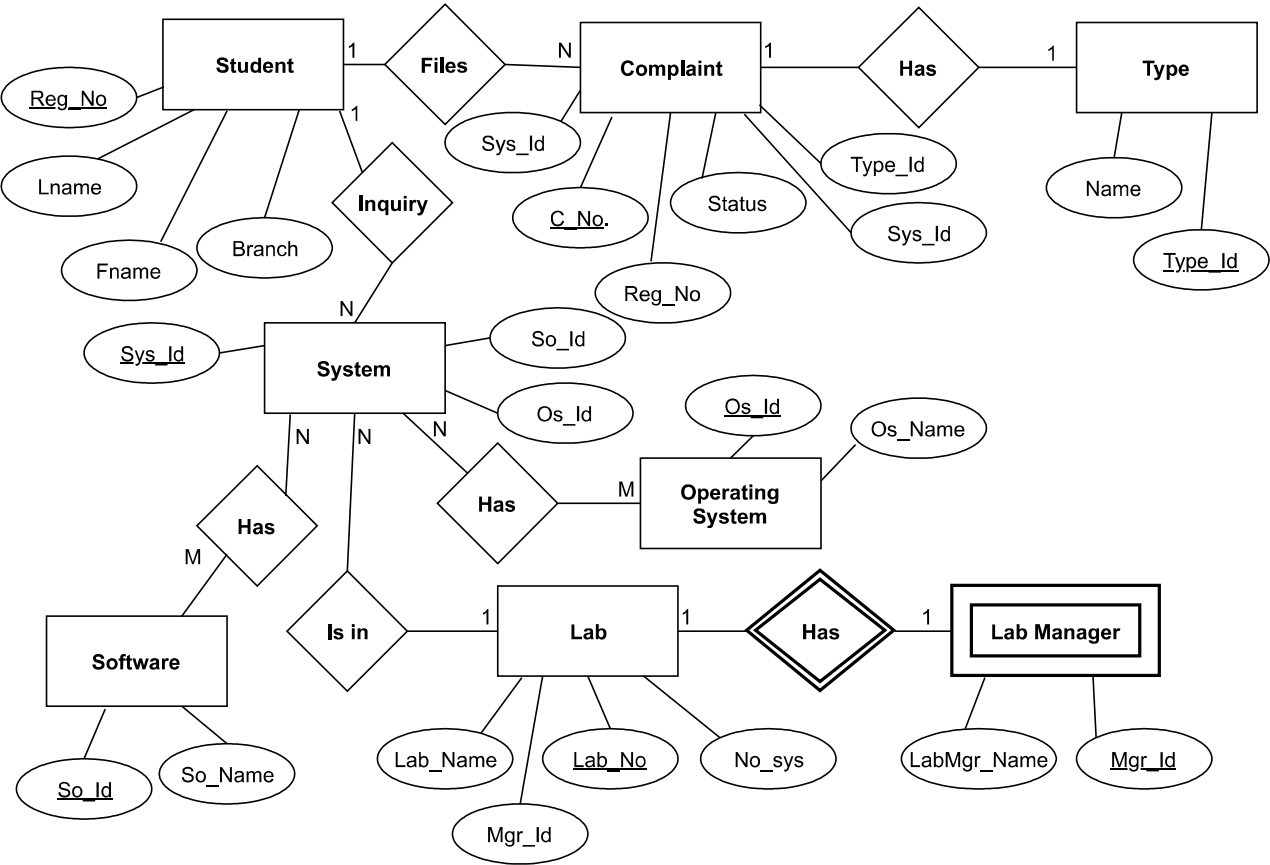 Student
1
Files
N
Complaint
1
Has
1
Type
Reg_No
1
Sys_Id
Type_Id
Lname
Inquiry
C_No.
Status
Name
Fname
Branch
Reg_No
Sys_Id
Type_Id
N
Sys_Id
System
So_Id
Os_Id
Os_Id
Os_Name
N
N
N
Has
M
Operating
System
Has
M
Is in
1
Lab
1
Has
1
Lab Manager
Software
Lab_Name
Lab_No
No_sys
LabMgr_Name
Mgr_Id
So_Id
So_Name
Mgr_Id